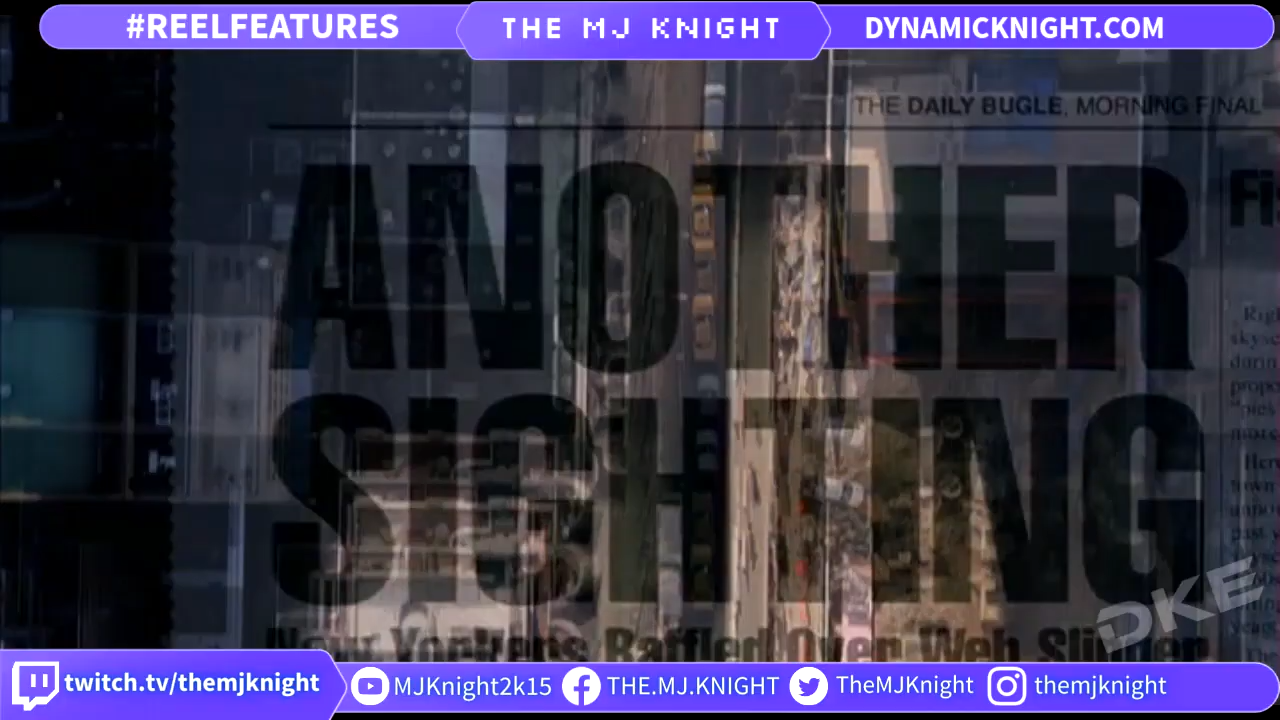 #REELFEATURES
THE MJ KNIGHT
DYNAMICKNIGHT.COM
THE DAILY BUGLE, MORNING FINAL
ANOTHER
SIGHTING
New Yorkers Baffled Over Web Slinger
DKE
twitch.tv/themjknight
MJKnight2k15
THE.MJ.KNIGHT
TheMJKnight
themjknight